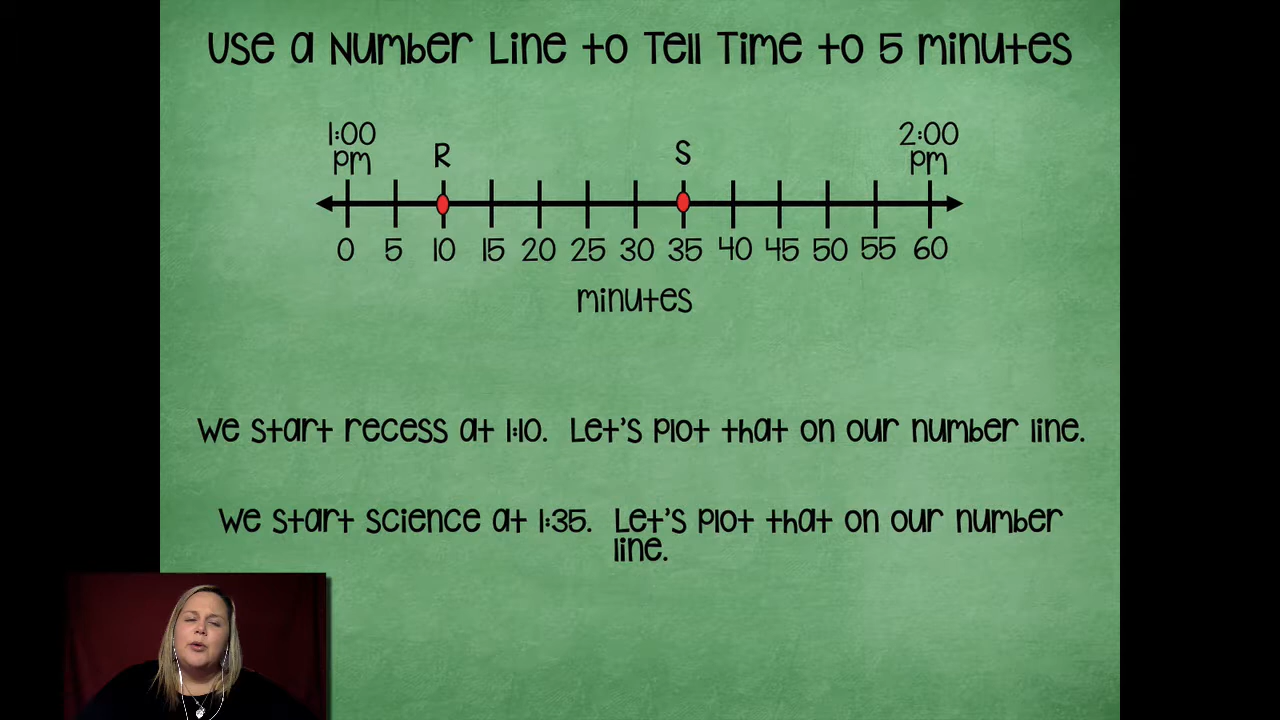 Use a Number Line to Tell Time to 5 minutes
1:00 2:00
pm R S pm
0 5 10 15 20 25 30 35 40 45 50 55 60
minutes
We start recess at 1:10. Let's plot that on our number line.
We start science at 1:35. Let's plot that on our number
line.